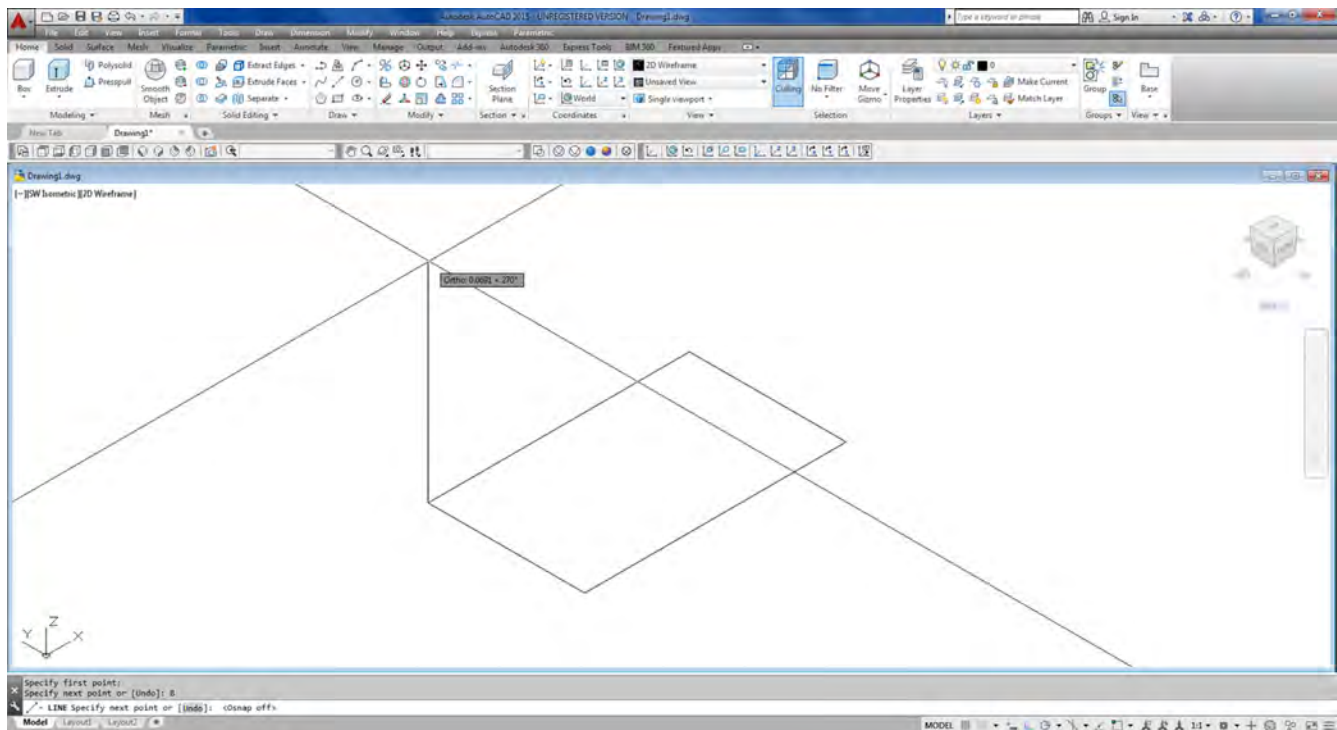 Autodesk AutoCAD 2015 - UNREGISTERED VERSION Drawing1.dwg
Type a keyword or phrase
Sign In
File Edit View Insert Format Tools Draw Dimension Modify Window Help Express Parametric
Home Solid Surface Mesh Visualize Parametric Insert Annotate View Manage Output Add-ins Autodesk 360 Express Tools BIM 360 Featured Apps
Polysolid Extract Edges 2D Wireframe 0
Presspull Extrude Faces Unsaved View Make Current
Separate World Single viewport Match Layer
Box Extrude Smooth Object Section Plane Culling No Filter Move Gizmo Layer Properties Group Base
Modeling Mesh Solid Editing Draw Modify Section Coordinates View Selection Layers Groups View
New Tab Drawing1*
Drawing1.dwg
[−][SW Isometric][2D Wireframe]
Ortho: 0.0691 < 270°
Z
Y X
Specify first point:
Specify next point or [Undo]: 8
LINE Specify next point or [Undo]: <Osnap off>
Model Layout1 Layout2
MODEL 1:1